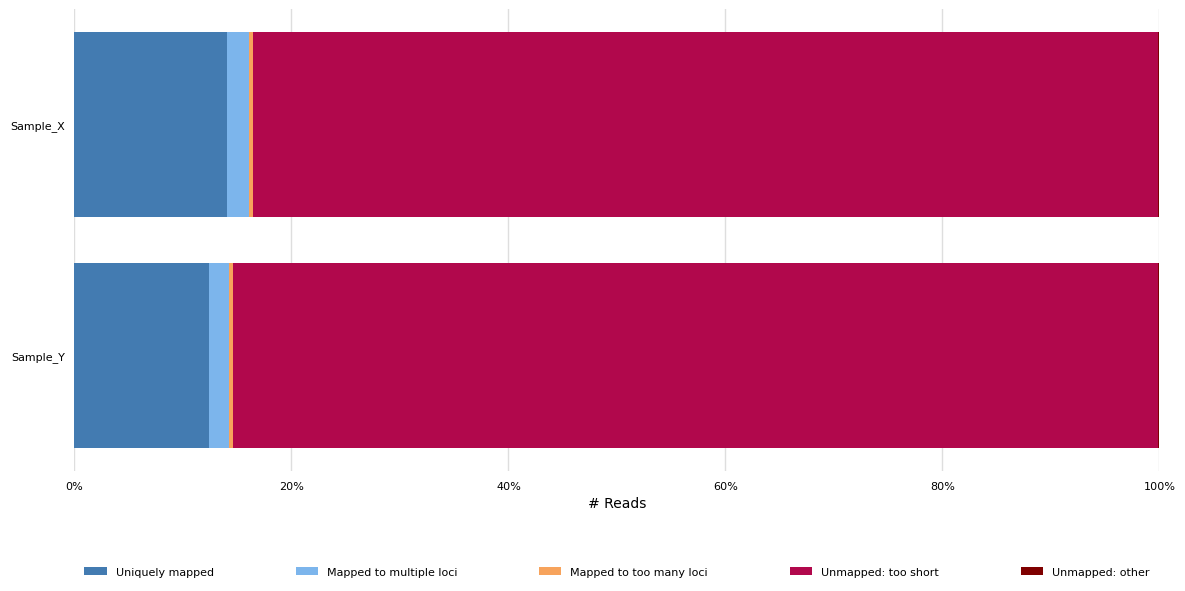 Sample_X
Sample_Y
0% 20% 40% 60% 80% 100%
# Reads
Uniquely mapped Mapped to multiple loci Mapped to too many loci Unmapped: too short Unmapped: other